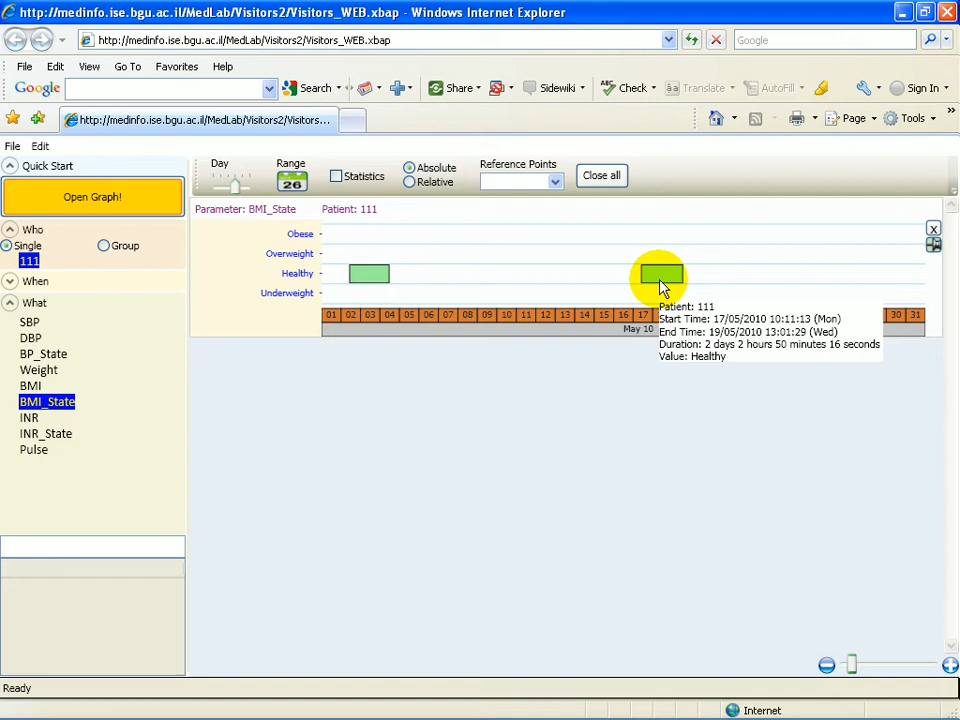 http://medinfo.ise.bgu.ac.il/MedLab/Visitors2/Visitors_WEB.xbap - Windows Internet Explorer
http://medinfo.ise.bgu.ac.il/MedLab/Visitors2/Visitors_WEB.xbap
Google
File Edit View Go To Favorites Help
Google Search Share Sidewiki Check Translate AutoFill Sign In
http://medinfo.ise.bgu.ac.il/MedLab/Visitors2/Visitors... Page Tools
File Edit
Quick Start
Open Graph!
Who
Single Group
111
When
What
SBP
DBP
BP_State
Weight
BMI
BMI_State
INR
INR_State
Pulse
Day Range 26 Statistics Absolute Relative Reference Points Close all
Parameter: BMI_State Patient: 111
X
Obese
Overweight
Healthy
Underweight
01 02 03 04 05 06 07 08 09 10 11 12 13 14 15 16 17 30 31
May 10
Patient: 111
Start Time: 17/05/2010 10:11:13 (Mon)
End Time: 19/05/2010 13:01:29 (Wed)
Duration: 2 days 2 hours 50 minutes 16 seconds
Value: Healthy
Ready
Internet